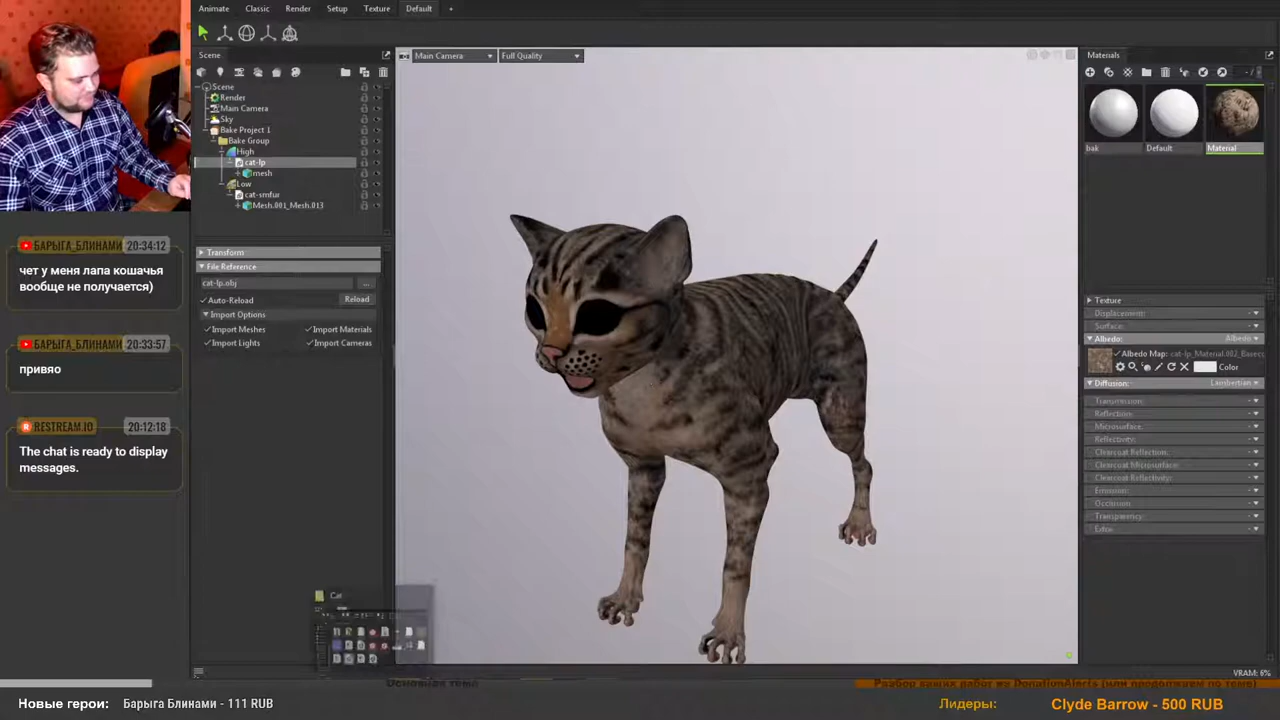 Animate Classic Render Setup Texture Default +
Scene
Main Camera
Full Quality
Materials
Scene
Render
Main Camera
Sky
Bake Project 1
Bake Group
High
cat-lp
mesh
Low
cat-smfur
Mesh.001_Mesh.013
bak
Default
Material
Transform
File Reference
cat-lp.obj
...
Auto-Reload
Reload
Import Options
Import Meshes
Import Materials
Import Lights
Import Cameras
Texture
Displacement:
Surface:
Albedo:
Albedo
Albedo Map:
Color
Diffusion:
Lambertian
Transmission:
Reflection:
Microsurface:
Reflectivity:
Clearcoat Reflection:
Clearcoat Microsurface:
Clearcoat Reflectivity:
Emission:
Occlusion:
Transparency:
Extra:
БАРЫГА_БЛИНАМИ 20:34:12
чет у меня лапа кошачья
вообще не получается)
БАРЫГА_БЛИНАМИ 20:33:57
привяо
RESTREAM.IO 20:12:18
The chat is ready to display
messages.
Cat
VRAM: 6%
Новые герои: Барыга Блинами - 111 RUB
Лидеры: Clyde Barrow - 500 RUB